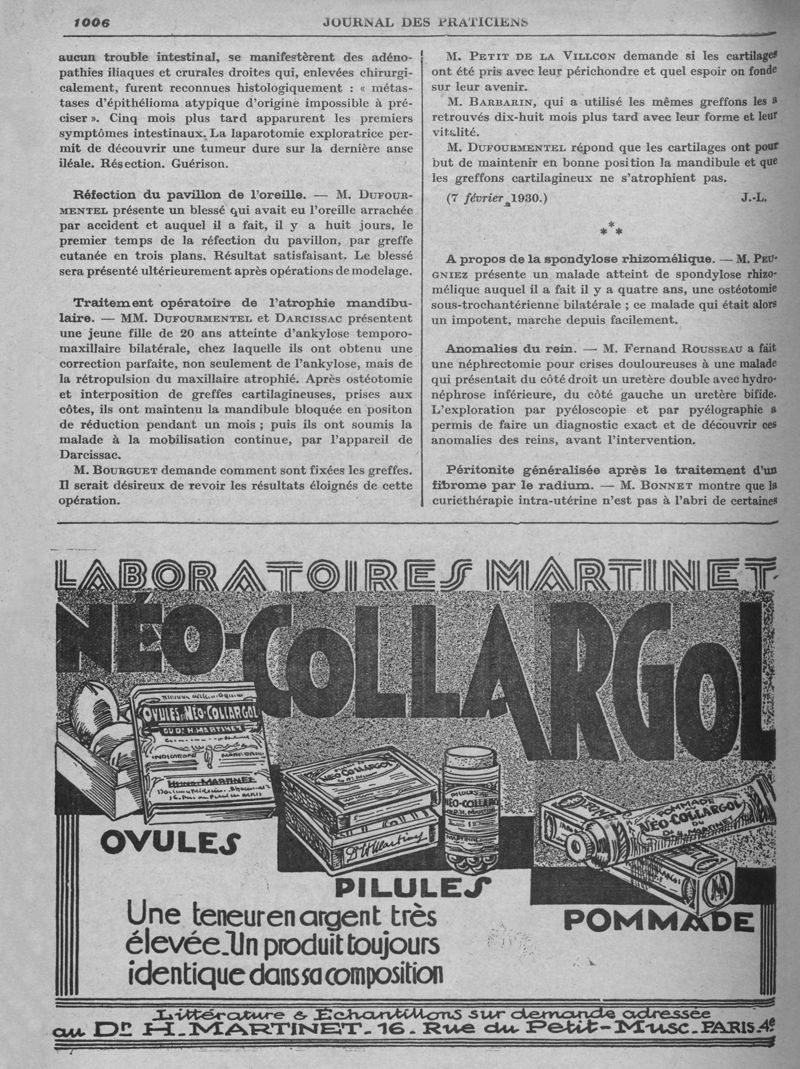 1006
JOURNAL DES PRATICIENS
aucun trouble intestinal, se manifestèrent des adéno-
pathies iliaques et crurales droites qui, enlevées chirurgi-
calement, furent reconnues histologiquement : « métas-
tases d'épithélioma atypique d'origine impossible à pré-
ciser ». Cinq mois plus tard apparurent les premiers
symptômes intestinaux. La laparotomie exploratrice per-
mit de découvrir une tumeur dure sur la dernière anse
iléale. Résection. Guérison.
Réfection du pavillon de l'oreille. — M. DUFOUR-
MENTEL présente un blessé qui avait eu l'oreille arrachée
par accident et auquel il a fait, il y a huit jours, le
premier temps de la réfection du pavillon, par greffe
cutanée en trois plans. Résultat satisfaisant. Le blessé
sera présenté ultérieurement après opérations de modelage.
Traitement opératoire de l'atrophie mandibu-
laire. — MM. DUFOURMENTEL et DARCISSAC présentent
une jeune fille de 20 ans atteinte d'ankylose temporo-
maxillaire bilatérale, chez laquelle ils ont obtenu une
correction parfaite, non seulement de l'ankylose, mais de
la rétropulsion du maxillaire atrophié. Après ostéotomie
et interposition de greffes cartilagineuses, prises aux
côtes, ils ont maintenu la mandibule bloquée en positon
de réduction pendant un mois ; puis ils ont soumis la
malade à la mobilisation continue, par l'appareil de
Darcissac.
M. BOURGUET demande comment sont fixées les greffes.
Il serait désireux de revoir les résultats éloignés de cette
opération.
M. PETIT DE LA VILLCON demande si les cartilages
ont été pris avec leur périchondre et quel espoir on fonde
sur leur avenir.
M. BARBARIN, qui a utilisé les mêmes greffons les a
retrouvés dix-huit mois plus tard avec leur forme et leur
vitalité.
M. DUFOURMENTEL répond que les cartilages ont pour
but de maintenir en bonne position la mandibule et que
les greffons cartilagineux ne s'atrophient pas.
(7 février 1930.) J.-L.
***
A propos de la spondylose rhizomélique. — M. PEU-
GNIEZ présente un malade atteint de spondylose rhizo-
mélique auquel il a fait il y a quatre ans, une ostéotomie
sous-trochantérienne bilatérale ; ce malade qui était alors
un impotent, marche depuis facilement.
Anomalies du rein. — M. Fernand ROUSSEAU a fait
une néphrectomie pour crises douloureuses à une malade
qui présentait du côté droit un uretère double avec hydro-
néphrose inférieure, du côté gauche un uretère bifide.
L'exploration par pyéloscopie et par pyélographie a
permis de faire un diagnostic exact et de découvrir ces
anomalies des reins, avant l'intervention.
Péritonite généralisée après le traitement d'un
fibrome par le radium. — M. BONNET montre que la
curiethérapie intra-utérine n'est pas à l'abri de certaines
LABORATOIRES MARTINET
NÉO-COLLARGOL
OVULES AU NÉO-COLLARGOL
DU DR H. MARTINET
HENRI MARTINET
NÉO COLLARGOL
Dr H Martinet
PILULES AU
NÉO-COLLARGOL
POMMADE
NÉO-COLLARGOL
DU
Dr H. MARTINET
OVULES
PILULES
POMMADE
Une teneur en argent très
élevée. Un produit toujours
identique dans sa composition
Littérature & Échantillons sur demande adressée
au Dr H. MARTINET. 16. Rue du Petit-Musc. PARIS. 4e